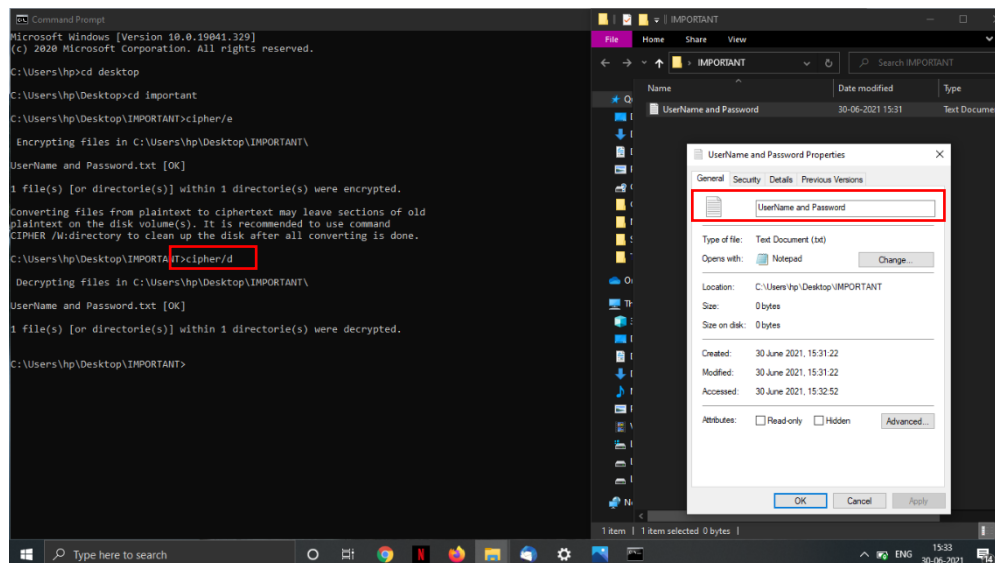 Command Prompt
Microsoft Windows [Version 10.0.19041.329]
(c) 2020 Microsoft Corporation. All rights reserved.
C:\Users\hp>cd desktop
C:\Users\hp\Desktop>cd important
C:\Users\hp\Desktop\IMPORTANT>cipher/e
Encrypting files in C:\Users\hp\Desktop\IMPORTANT\
UserName and Password.txt [OK]
1 file(s) [or directorie(s)] within 1 directorie(s) were encrypted.
Converting files from plaintext to ciphertext may leave sections of old
plaintext on the disk volume(s). It is recommended to use command
CIPHER /W:directory to clean up the disk after all converting is done.
C:\Users\hp\Desktop\IMPORTANT>cipher/d
Decrypting files in C:\Users\hp\Desktop\IMPORTANT\
UserName and Password.txt [OK]
1 file(s) [or directorie(s)] within 1 directorie(s) were decrypted.
C:\Users\hp\Desktop\IMPORTANT>
IMPORTANT
File Home Share View
IMPORTANT
Search IMPORTANT
Name Date modified Type
UserName and Password 30-06-2021 15:31 Text Docume
UserName and Password Properties
General Security Details Previous Versions
UserName and Password
Type of file: Text Document (.txt)
Opens with: Notepad Change...
Location: C:\Users\hp\Desktop\IMPORTANT
Size: 0 bytes
Size on disk: 0 bytes
Created: 30 June 2021, 15:31:22
Modified: 30 June 2021, 15:31:22
Accessed: 30 June 2021, 15:32:52
Attributes: Read-only Hidden Advanced...
OK Cancel Apply
1 item 1 item selected 0 bytes
Type here to search
ENG
15:33
30-06-2021